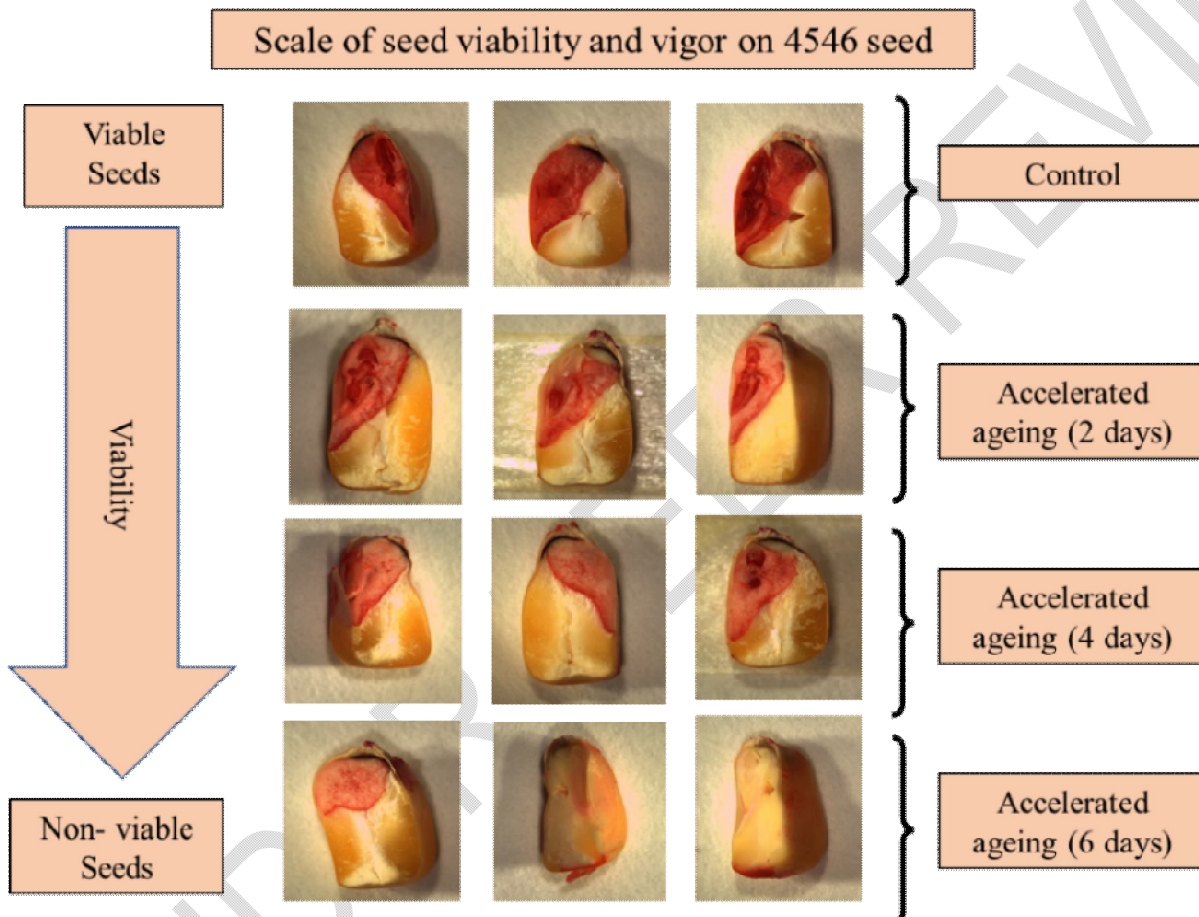 Scale of seed viability and vigor on 4546 seed
Viable
Seeds
Control
Viability
Accelerated
ageing (2 days)
Accelerated
ageing (4 days)
Non- viable
Seeds
Accelerated
ageing (6 days)